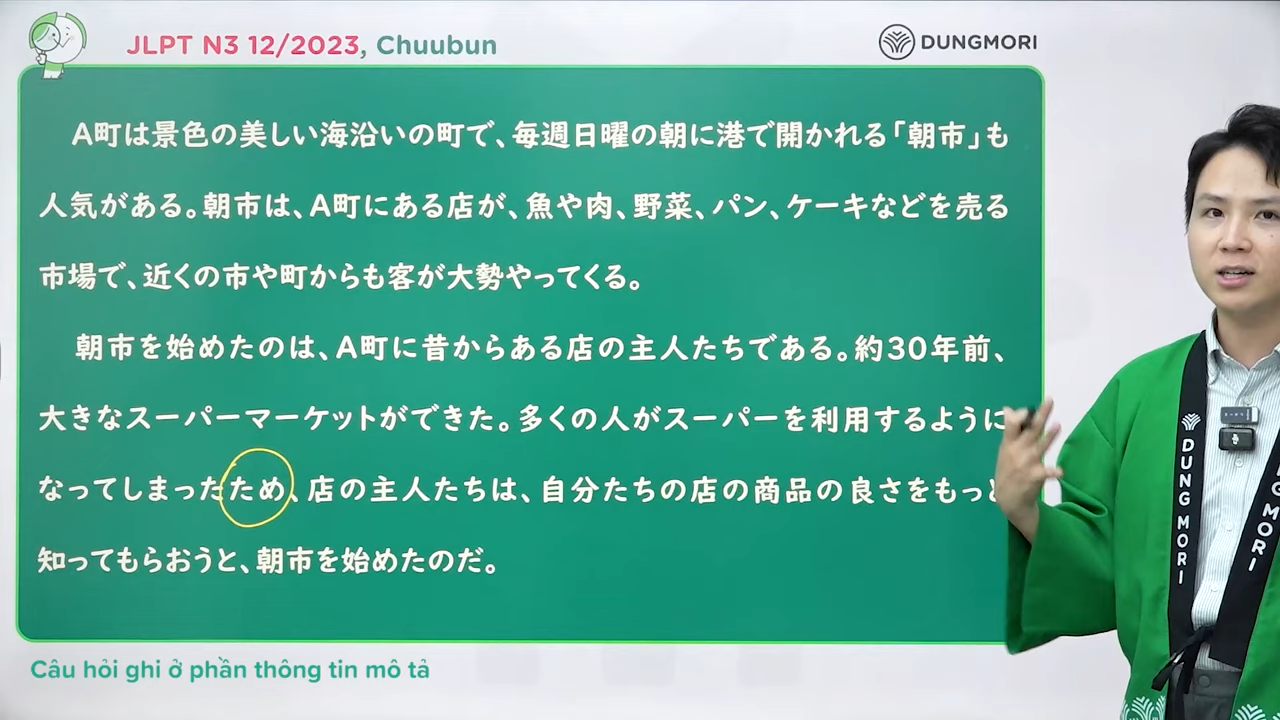 JLPT N3 12/2023, Chuubun
DUNGMORI
A町は景色の美しい海沿いの町で、毎週日曜の朝に港で開かれる「朝市」も
人気がある。朝市は、A町にある店が、魚や肉、野菜、パン、ケーキなどを売る
市場で、近くの市や町からも客が大勢やってくる。
朝市を始めたのは、A町に昔からある店の主人たちである。約30年前、
大きなスーパーマーケットができた。多くの人がスーパーを利用するように
なってしまったため、店の主人たちは、自分たちの店の商品の良さをもっと
知ってもらおうと、朝市を始めたのだ。
Câu hỏi ghi ở phần thông tin mô tả
DUNG MORI
G MORI